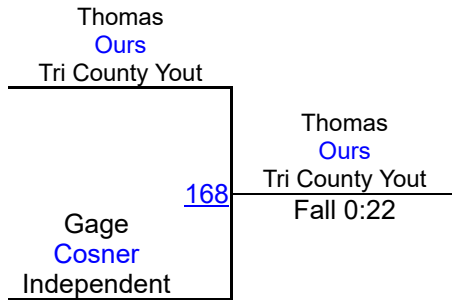 Thomas
Ours
Tri County Yout
Thomas
Ours
Tri County Yout
168
Fall 0:22
Gage
Cosner
Independent